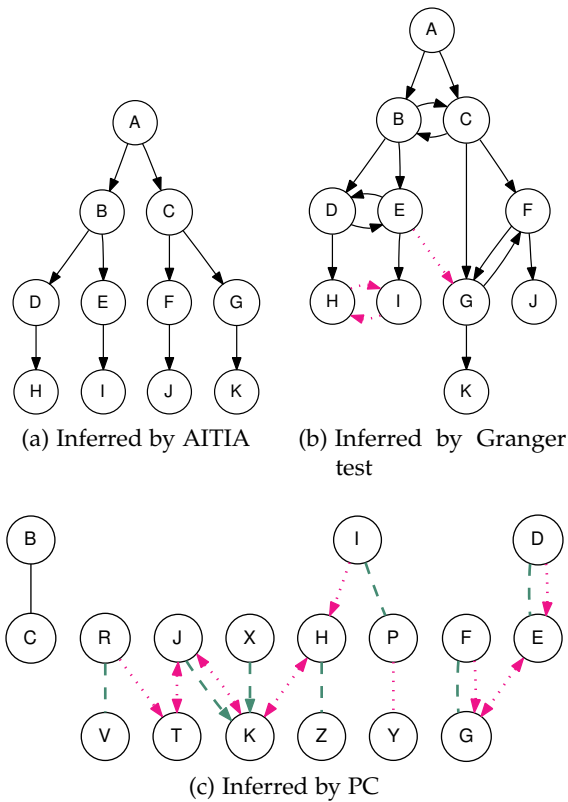 A
B C
D E F G
H I J K
(a) Inferred by AITIA
A
B C
D E F
H I G J
K
(b) Inferred by Granger
test
B I D
C R J X H P F E
V T K Z Y G
(c) Inferred by PC